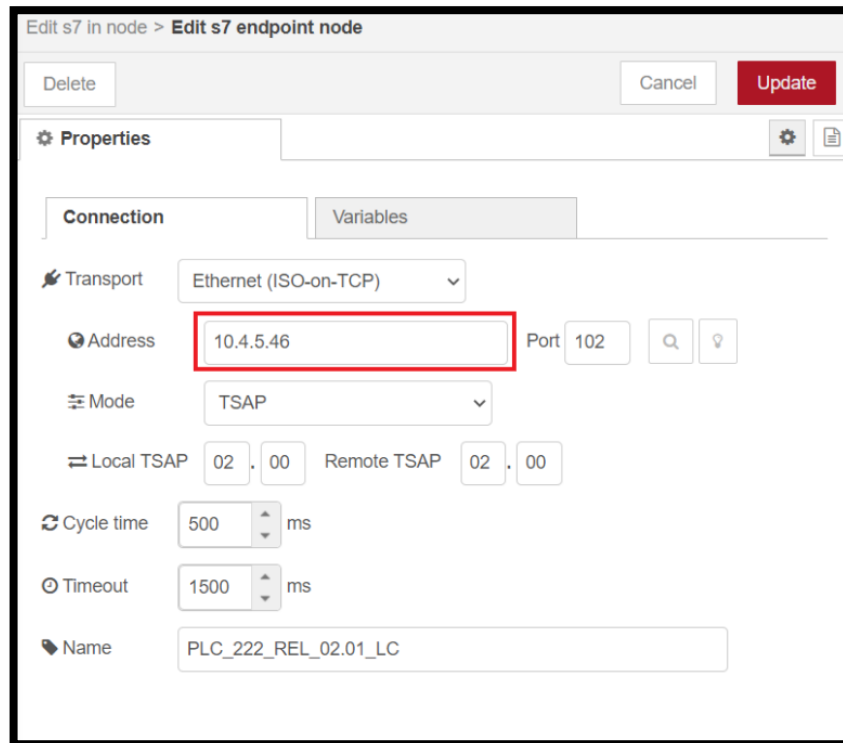 Edit s7 in node > Edit s7 endpoint node
Delete Cancel Update
Properties
Connection Variables
Transport Ethernet (ISO-on-TCP)
Address 10.4.5.46 Port 102
Mode TSAP
Local TSAP 02 . 00 Remote TSAP 02 . 00
Cycle time 500 ms
Timeout 1500 ms
Name PLC_222_REL_02.01_LC